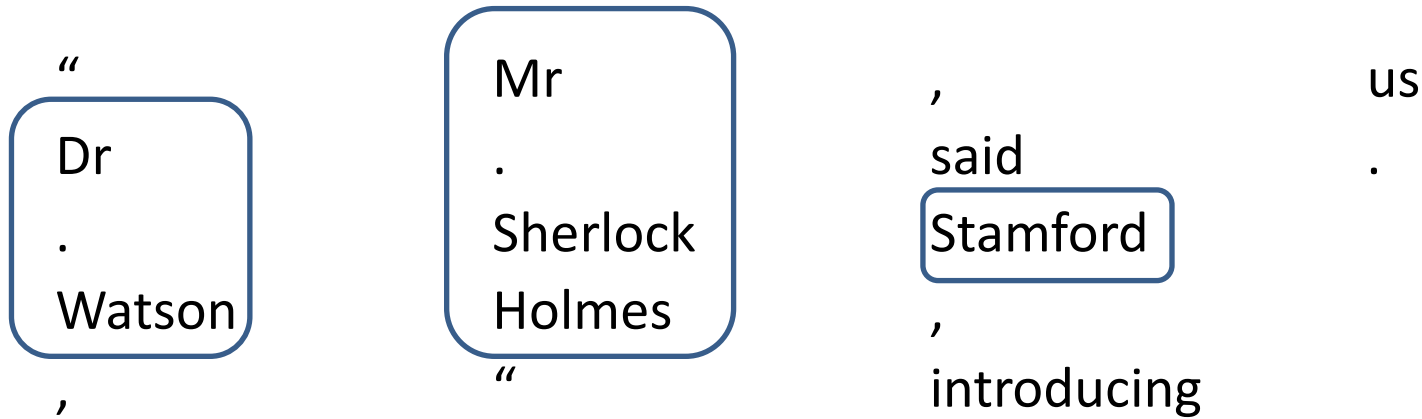 “
Dr
.
Watson
,
Mr
.
Sherlock
Holmes
“
,
said
Stamford
,
introducing
us
.